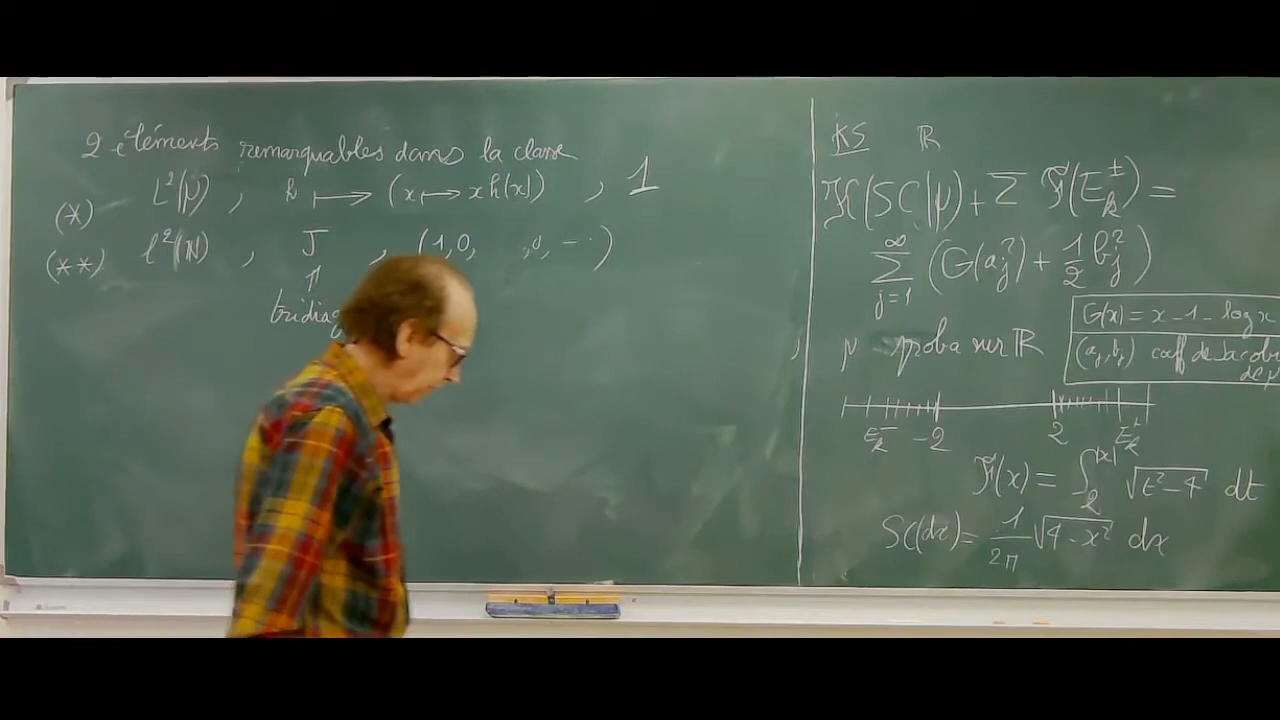 2 éléments remarquables dans la classe
(*) L²(μ) , h ⟼ (x ⟼ x h(x)) , 1
(**) l²(ℕ) , J , (1,0, ,0, -..)
⇑
tridiag
KS ℝ
K(SC|μ) + Σ F(E_k^±) =
Σ_{j=1}^∞ (G(a_j²) + 1/2 b_j²)
G(x) = x - 1 - log x
μ proba sur ℝ
(a_j, b_j) coeff de Jacobi
de μ
E_k^- -2 2 E_k^+
F(x) = ∫_2^{|x|} √(t²-4) dt
SC(dx) = 1/2π √(4-x²) dx